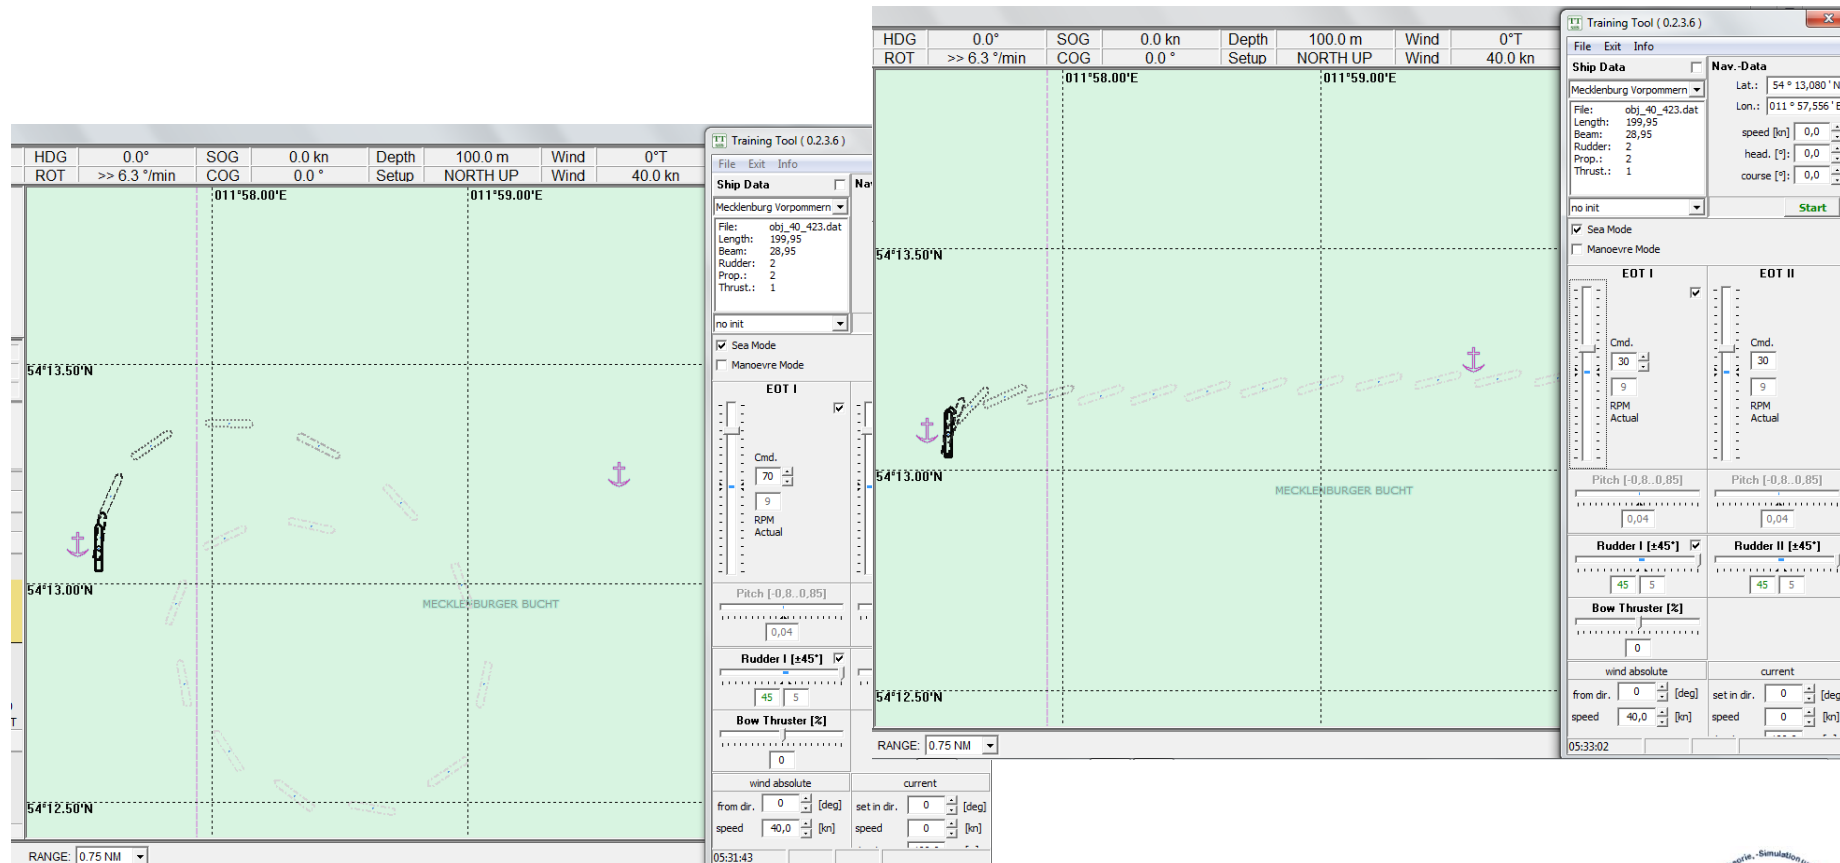 HDG 0.0° SOG 0.0 kn Depth 100.0 m Wind 0°T
ROT >> 6.3 °/min COG 0.0 ° Setup NORTH UP Wind 40.0 kn
011°58.00'E 011°59.00'E
54°13.50'N
54°13.00'N
MECKLENBURGER BUCHT
54°12.50'N
RANGE: 0.75 NM
T
Training Tool ( 0.2.3.6 )
File Exit Info
Ship Data
Mecklenburg Vorpommern
File: obj_40_423.dat
Length: 199,95
Beam: 28,95
Rudder: 2
Prop.: 2
Thrust.: 1
no init
Sea Mode
Manoevre Mode
EOT I
Cmd.
70
9
RPM
Actual
Pitch [-0,8..0,85]
0,04
Rudder I [±45°]
45 5
Bow Thruster [%]
0
wind absolute current
from dir. 0 [deg] set in dir. 0 [deg]
speed 40,0 [kn] speed 0 [kn]
05:31:43
HDG 0.0° SOG 0.0 kn Depth 100.0 m Wind 0°T
ROT >> 6.3 °/min COG 0.0 ° Setup NORTH UP Wind 40.0 kn
011°58.00'E 011°59.00'E
54°13.50'N
54°13.00'N
MECKLENBURGER BUCHT
54°12.50'N
RANGE: 0.75 NM
Training Tool ( 0.2.3.6 )
File Exit Info
Ship Data Nav.-Data
Mecklenburg Vorpommern Lat.: 54 ° 13,080 ' N
Lon.: 011 ° 57,556 ' E
File: obj_40_423.dat
Length: 199,95
Beam: 28,95
Rudder: 2
Prop.: 2
Thrust.: 1
speed [kn] 0,0
head. [°]: 0,0
course [°]: 0,0
no init Start
Sea Mode
Manoevre Mode
EOT I EOT II
Cmd. Cmd.
30 30
9 9
RPM RPM
Actual Actual
Pitch [-0,8..0,85] Pitch [-0,8..0,85]
0,04 0,04
Rudder I [±45°] Rudder II [±45°]
45 5 45 5
Bow Thruster [%]
0
wind absolute current
from dir. 0 [deg] set in dir. 0 [deg
speed 40,0 [kn] speed 0 [kn]
05:33:02